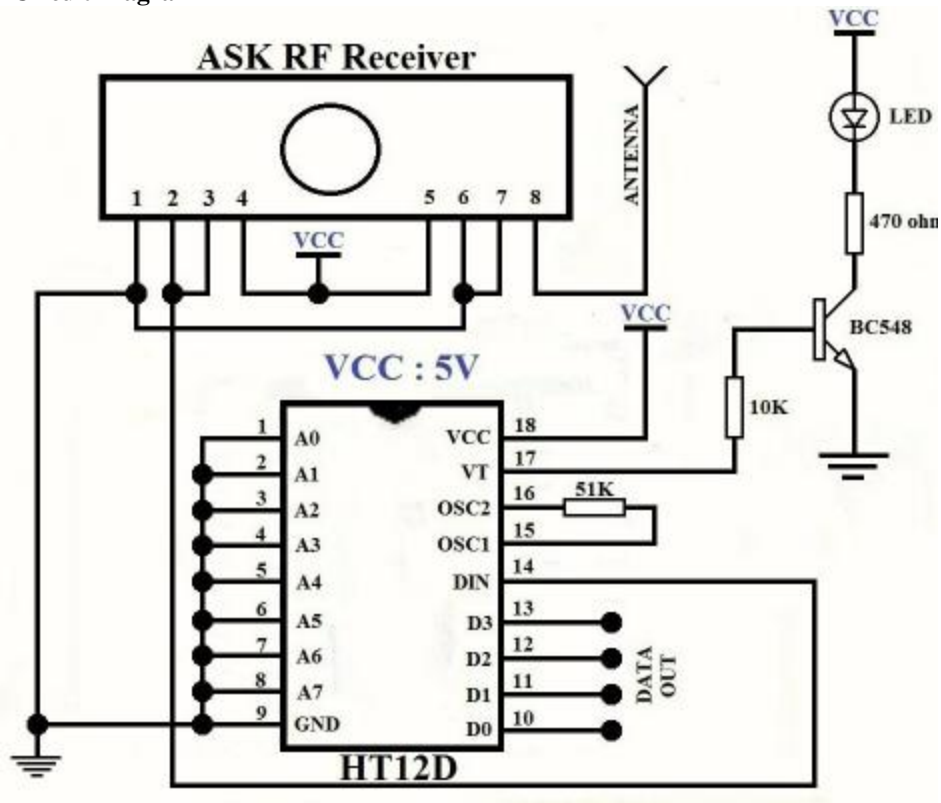 VCC
ASK RF Receiver
LED
ANTENNA
1 2 3 4 5 6 7 8
470 ohm
VCC
VCC
BC548
VCC : 5V
10K
1 A0 VCC 18
2 A1 VT 17
3 A2 OSC2 16 51K
4 A3 OSC1 15
5 A4 DIN 14
6 A5 D3 13
7 A6 D2 12
8 A7 D1 11
9 GND D0 10
DATA
OUT
HT12D